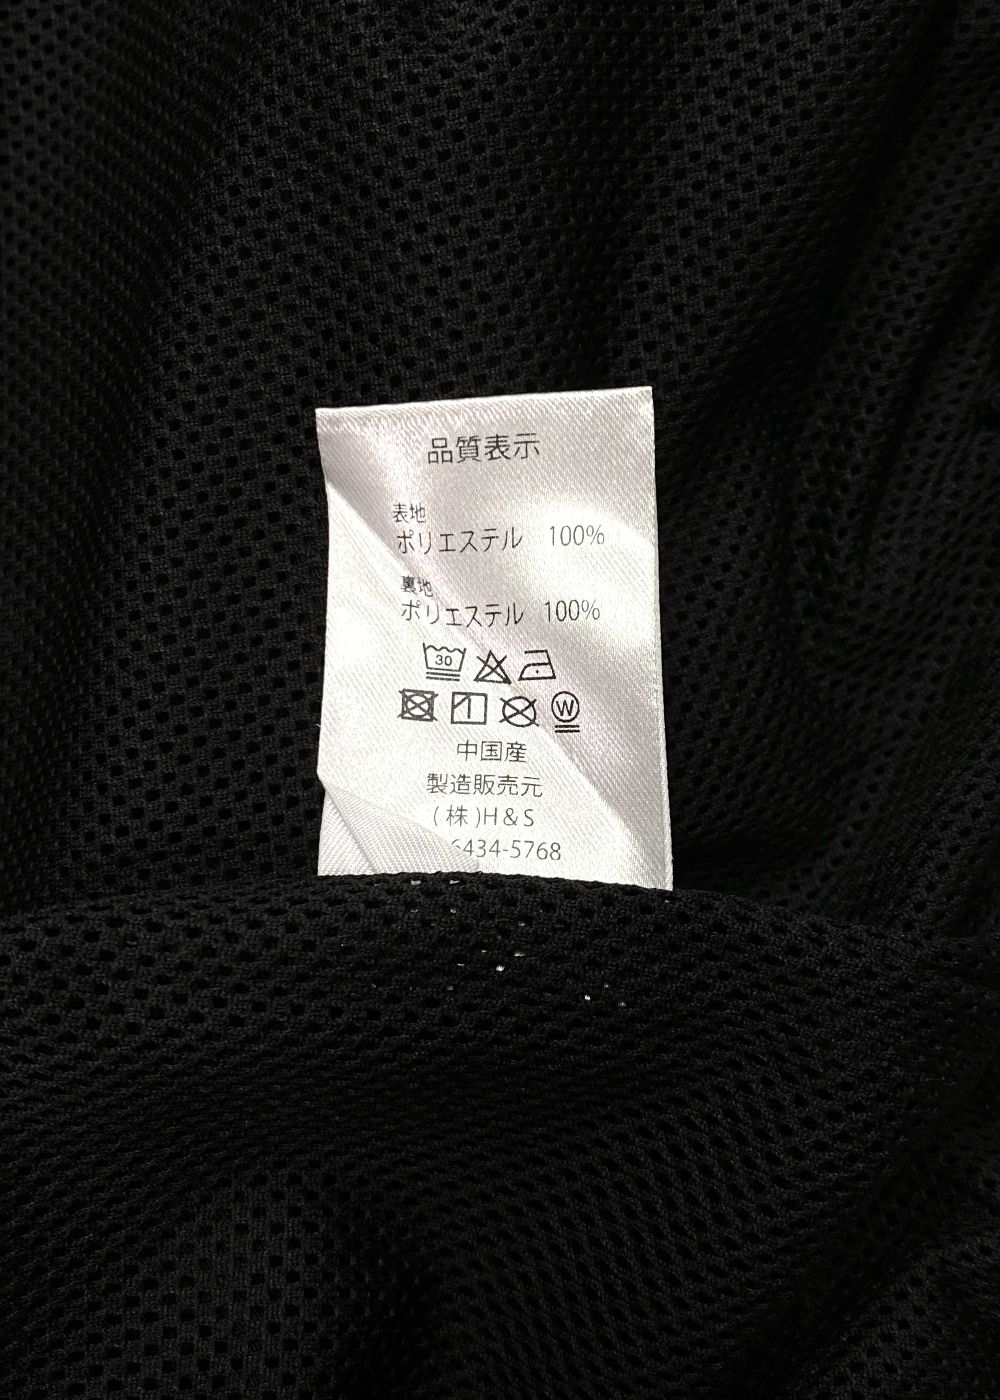 品質表示
表地
ポリエステル 100%
裏地
ポリエステル 100%
30
W
中国産
製造販売元
(株)H&S
6434-5768